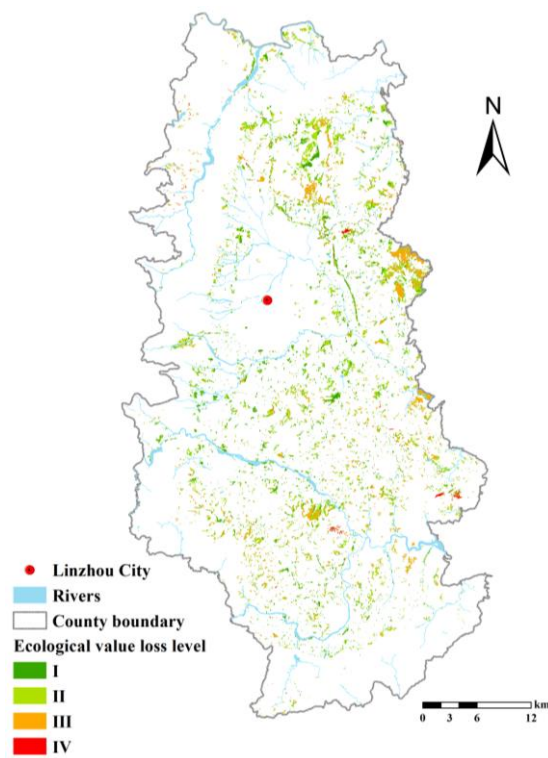 N
Linzhou City
Rivers
County boundary
Ecological value loss level
I
II
III
IV
km
0 3 6 12